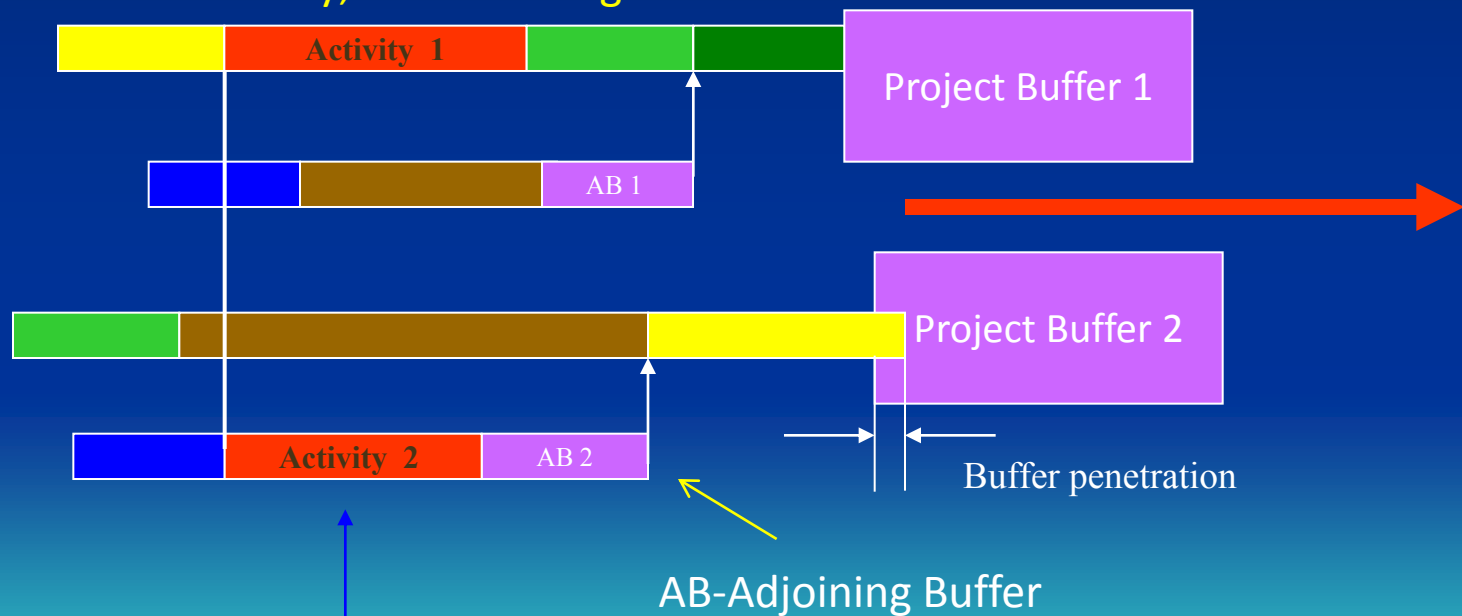 Activity 1
Project Buffer 1
AB 1
Project Buffer 2
Activity 2
AB 2
Buffer penetration
AB-Adjoining Buffer